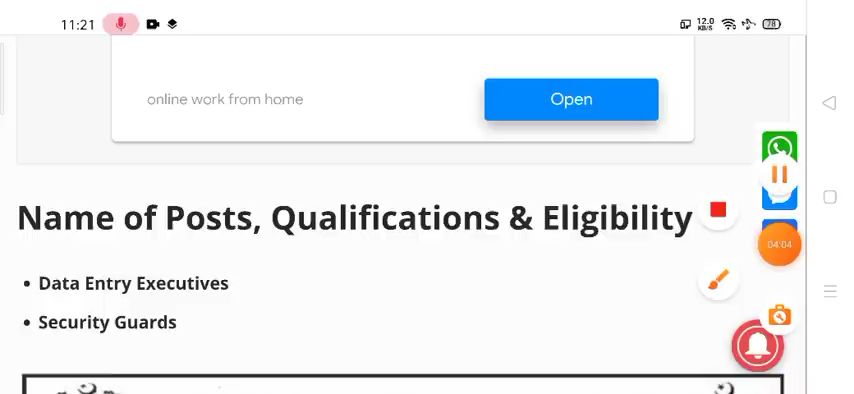 11:21
12.0
KB/S
78
online work from home
Open
Name of Posts, Qualifications & Eligibility
04:04
Data Entry Executives
Security Guards